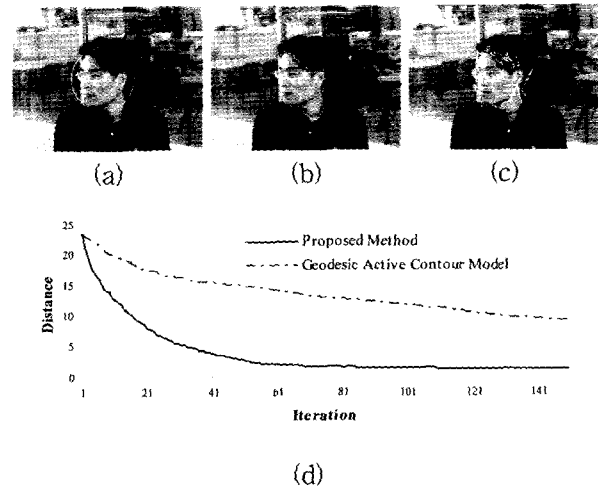 (a) (b) (c)
25
20
15
10
5
0
Distance
Proposed Method
Geodesic Active Contour Model
1 21 41 61 81 101 121 141
Iteration
(d)